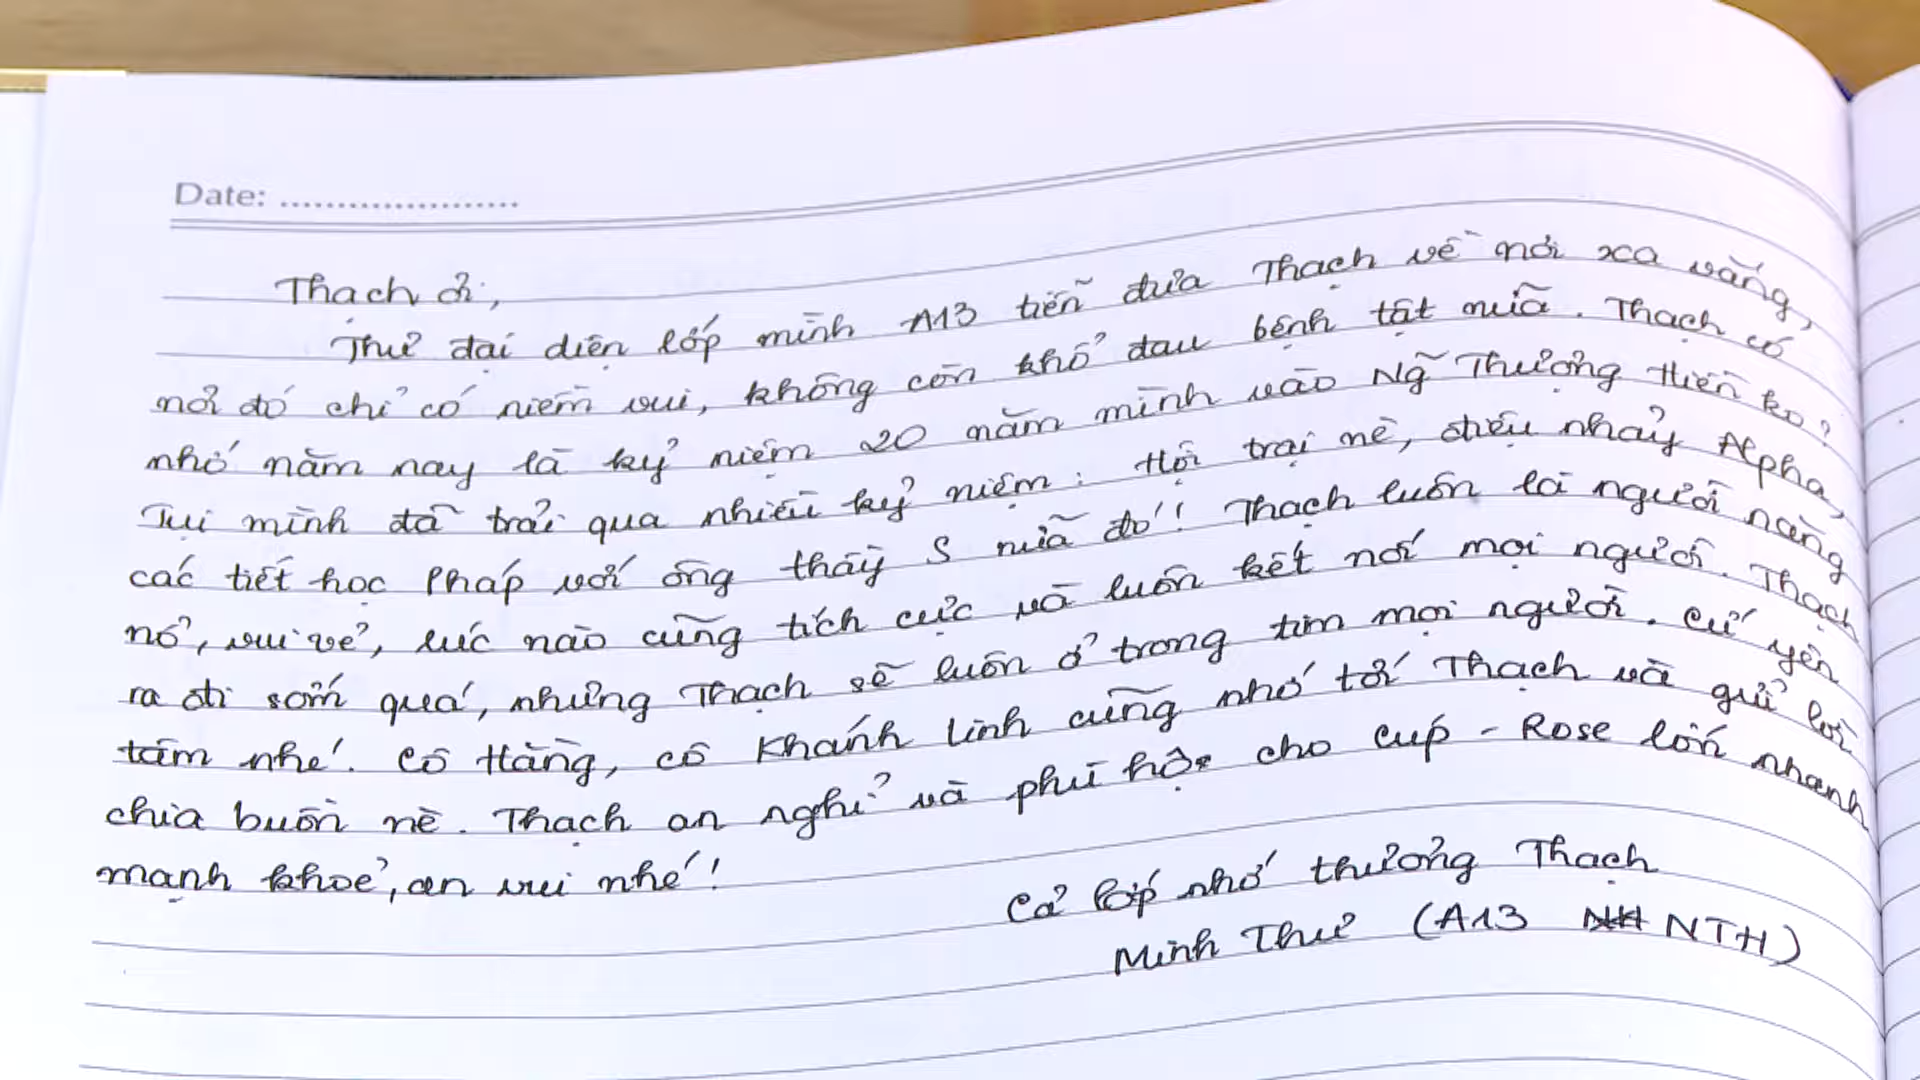 Date: .....................
Thạch ơi,
Thư đại diện lớp mình A13 tiễn đưa Thạch về nơi xa vắng,
nơi đó chỉ có niềm vui, không còn khổ đau bệnh tật nữa. Thạch có
nhớ năm nay là kỷ niệm 20 năm mình vào Ng~ Thượng Hiền ko?
Tụi mình đã trải qua nhiều kỷ niệm: Hội trại nè, điệu nhảy Alpha,
các tiết học Pháp với ông thầy S nữa đó! Thạch luôn là người năng
nổ, vui vẻ, lúc nào cũng tích cực và luôn kết nối mọi người. Thạch
ra đi sớm quá, nhưng Thạch sẽ luôn ở trong tim mọi người. Cứ yên
tâm nhé. Cô Hằng, cô Khánh Linh cũng nhớ tới Thạch và gửi lời
chia buồn nè. Thạch an nghỉ và phù hộ cho Cúp - Rose lớn nhanh
mạnh khoẻ, an vui nhé!
Cả lớp nhớ thương Thạch
Minh Thư (A13 NTH)